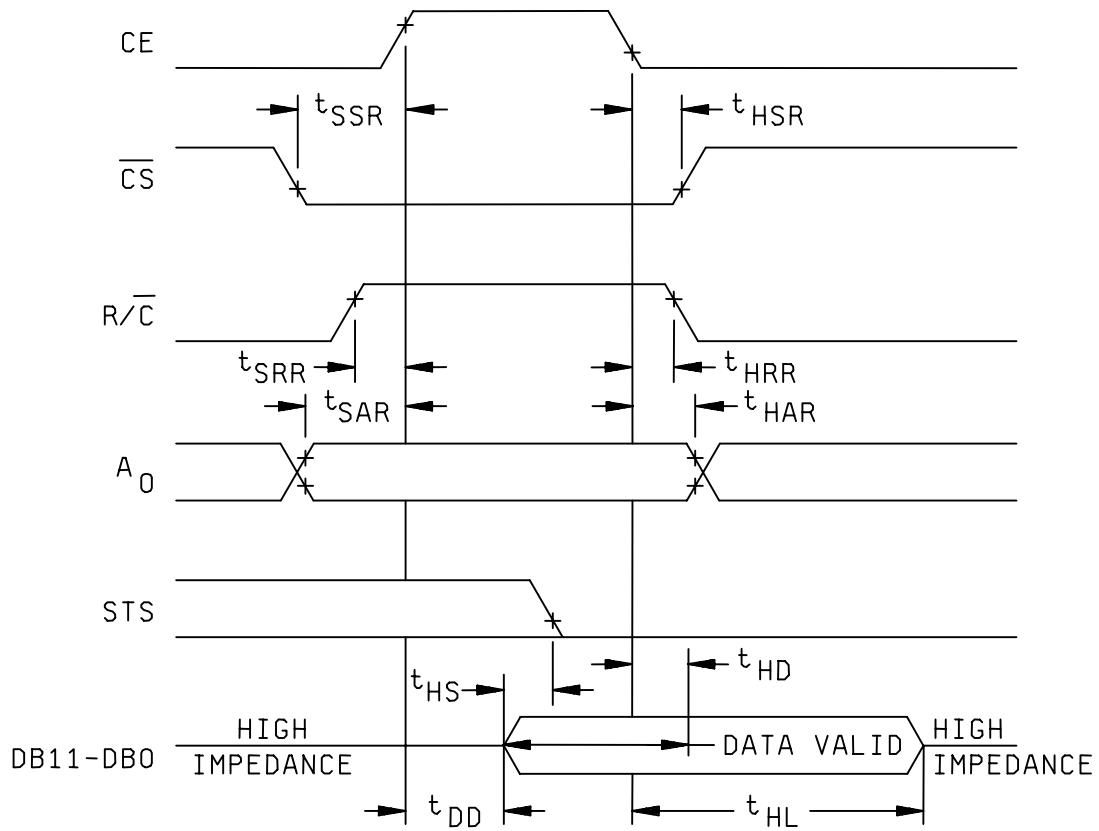 CE
tSSR
tHSR
C̅S̅
R/C̅
tSRR
tHRR
tSAR
tHAR
A0
STS
tHD
tHS
HIGH
IMPEDANCE
DATA VALID
HIGH
IMPEDANCE
DB11-DB0
tDD
tHL